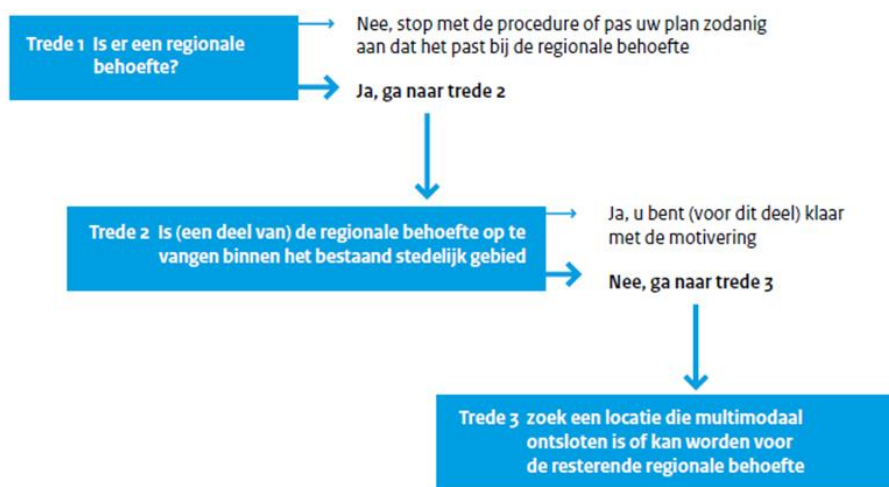 Trede 1 Is er een regionale
behoefte?
Nee, stop met de procedure of pas uw plan zodanig
aan dat het past bij de regionale behoefte
Ja, ga naar trede 2
Trede 2 Is (een deel van) de regionale behoefte op te
vangen binnen het bestaand stedelijk gebied
Ja, u bent (voor dit deel) klaar
met de motivering
Nee, ga naar trede 3
Trede 3 zoek een locatie die multimodaal
ontsloten is of kan worden voor
de resterende regionale behoefte